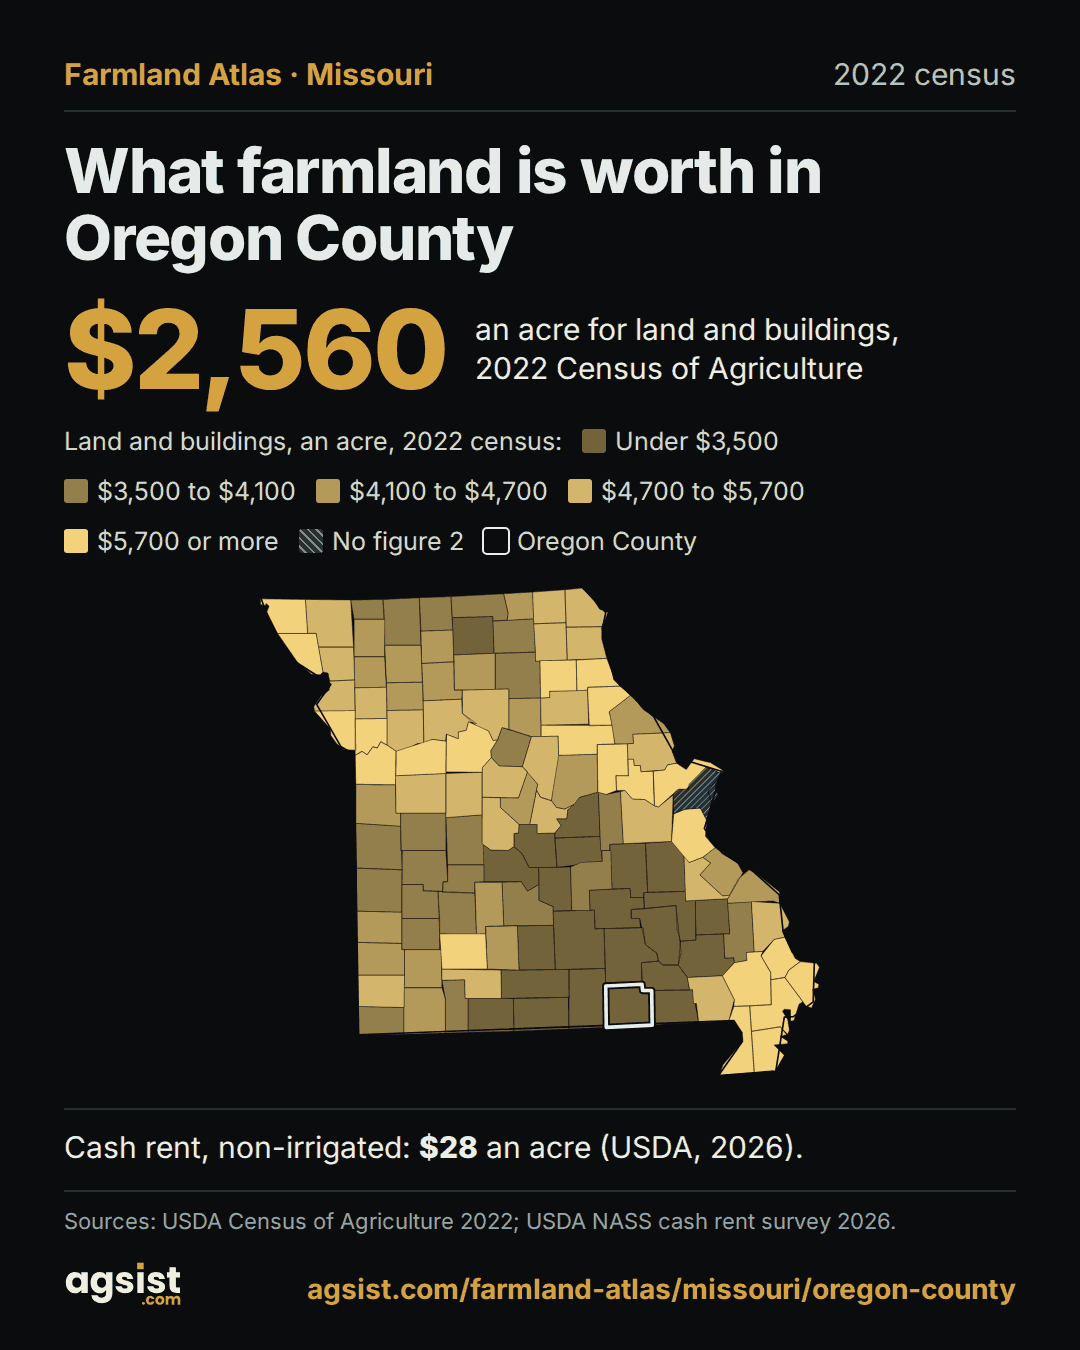 Farmland Atlas · Missouri
2022 census
What farmland is worth in
Oregon County
$2,560
an acre for land and buildings,
2022 Census of Agriculture
Land and buildings, an acre, 2022 census: Under $3,500
$3,500 to $4,100 $4,100 to $4,700 $4,700 to $5,700
$5,700 or more No figure 2 Oregon County
Cash rent, non-irrigated: $28 an acre (USDA, 2026).
Sources: USDA Census of Agriculture 2022; USDA NASS cash rent survey 2026.
agsist
.com
agsist.com/farmland-atlas/missouri/oregon-county